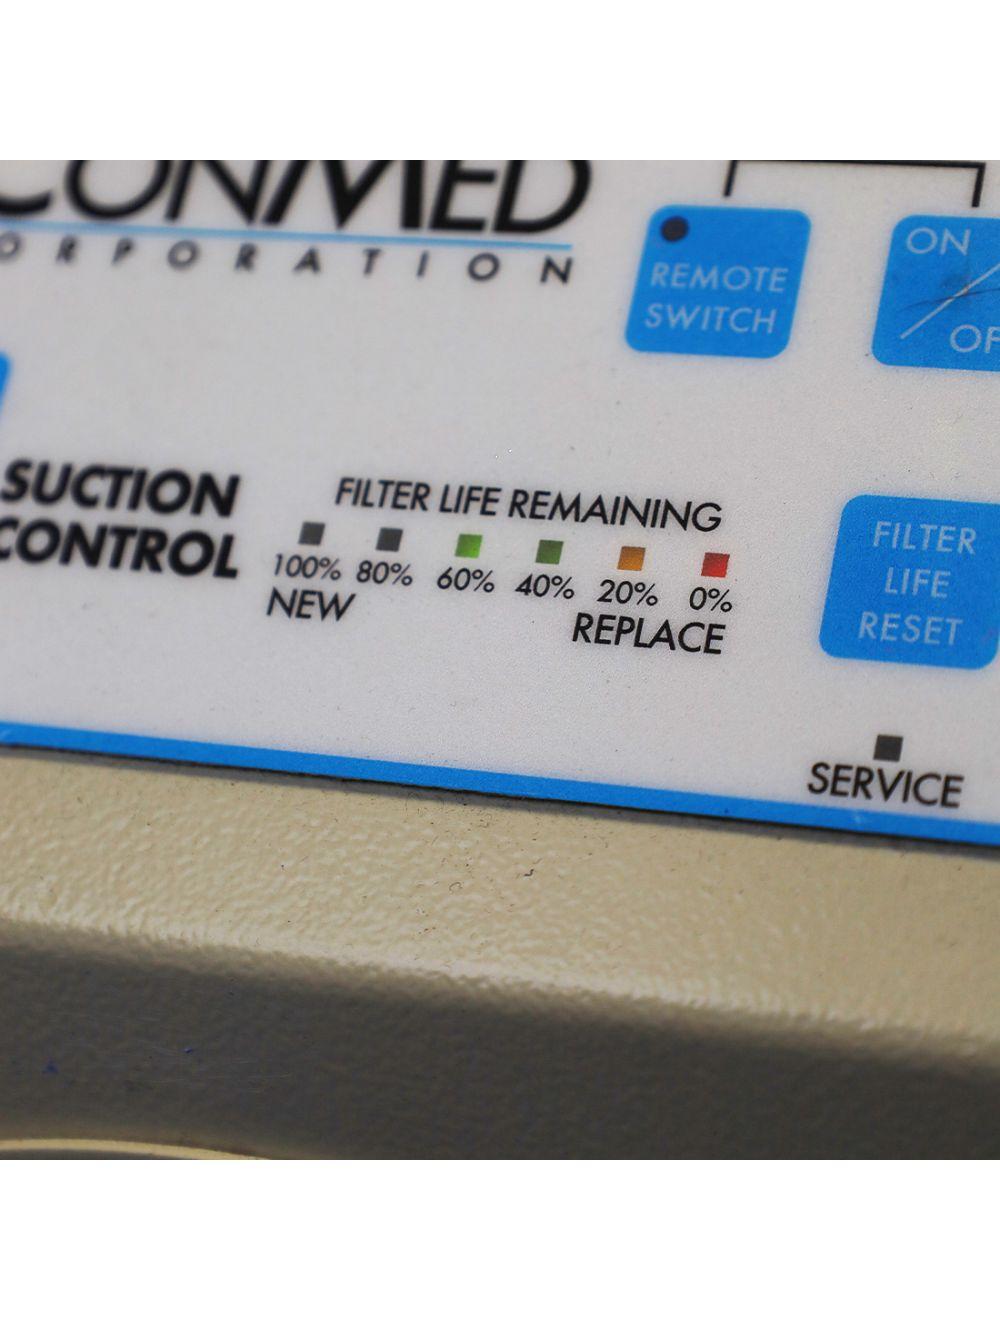 CONMED
ORPORATION
REMOTE
SWITCH
ON
OF
SUCTION
CONTROL
FILTER LIFE REMAINING
100% 80% 60% 40% 20% 0%
NEW REPLACE
FILTER
LIFE
RESET
SERVICE